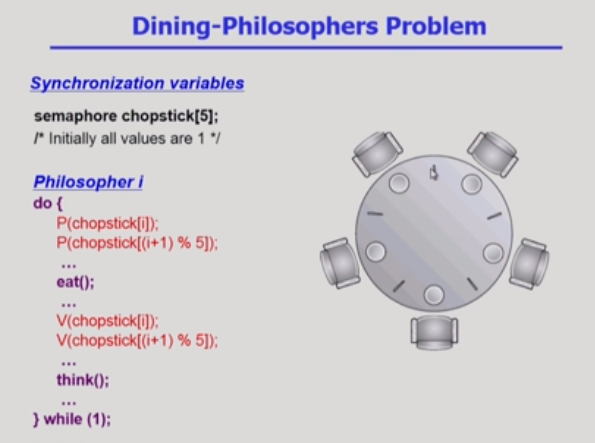 Dining-Philosophers Problem
Synchronization variables
semaphore chopstick[5];
/* Initially all values are 1 */
Philosopher i
do {
P(chopstick[i]);
P(chopstick[(i+1) % 5]);
...
eat();
...
V(chopstick[i]);
V(chopstick[(i+1) % 5]);
...
think();
...
} while (1);